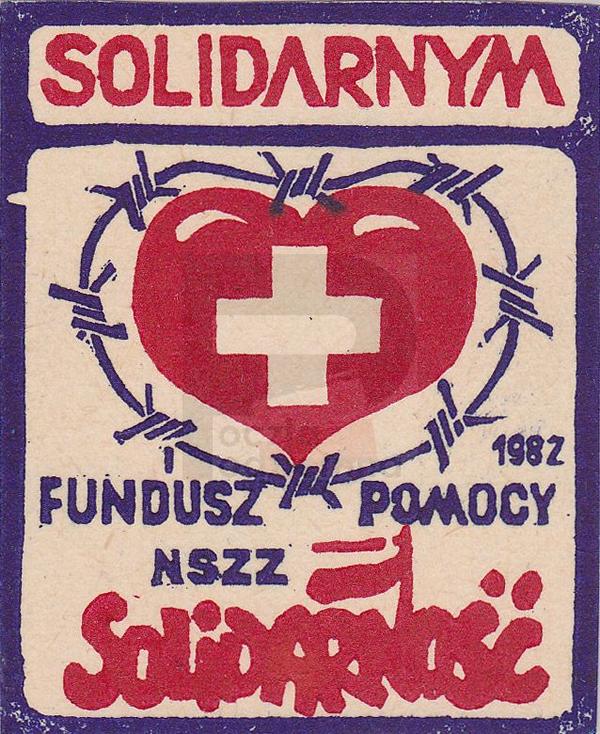 SOLIDARNYM
1982
FUNDUSZ POMOCY
NSZZ
SOLIDARNOŚĆ